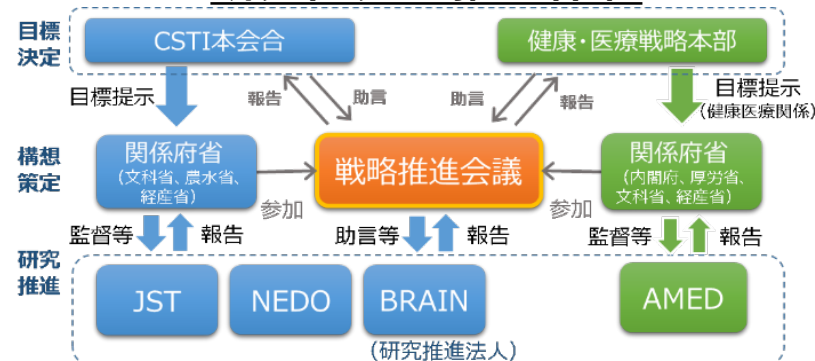 目標
決定
CSTI本会合
健康・医療戦略本部
目標提示
報告
助言
助言
報告
目標提示
(健康医療関係)
構想
策定
関係府省
(文科省、農水省、
経産省)
参加
戦略推進会議
参加
関係府省
(内閣府、厚労省、
文科省、経産省)
監督等
報告
助言等
報告
監督等
報告
研究
推進
JST
NEDO
BRAIN
AMED
(研究推進法人)